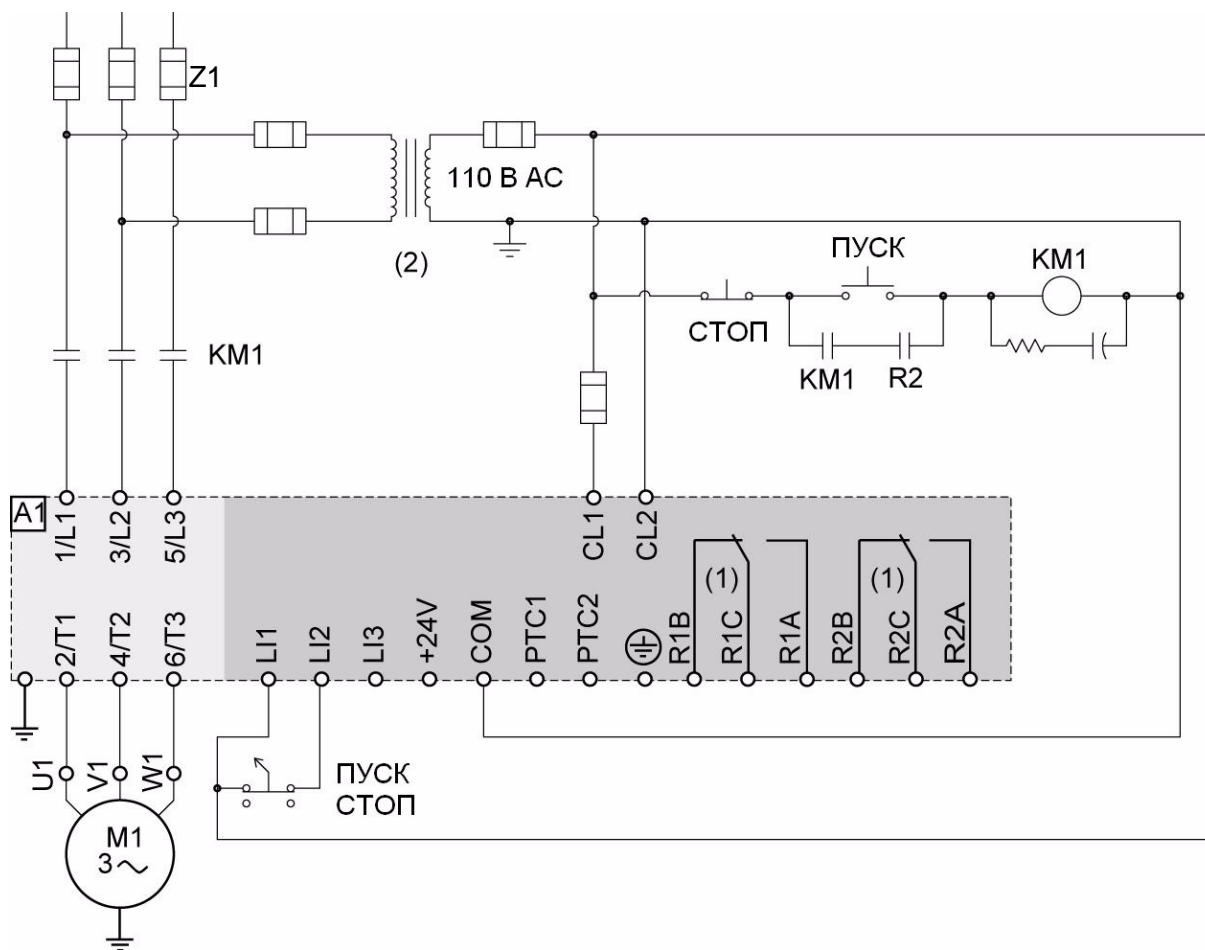 Z1
110 В AC
(2)
ПУСК
KM1
СТОП
KM1
KM1
R2
A1
1/L1
3/L2
5/L3
CL1
CL2
2/T1
4/T2
6/T3
LI1
LI2
LI3
+24V
COM
PTC1
PTC2
R1B
(1)
R1C
R1A
R2B
(1)
R2C
R2A
U1
V1
W1
ПУСК
СТОП
M1
3